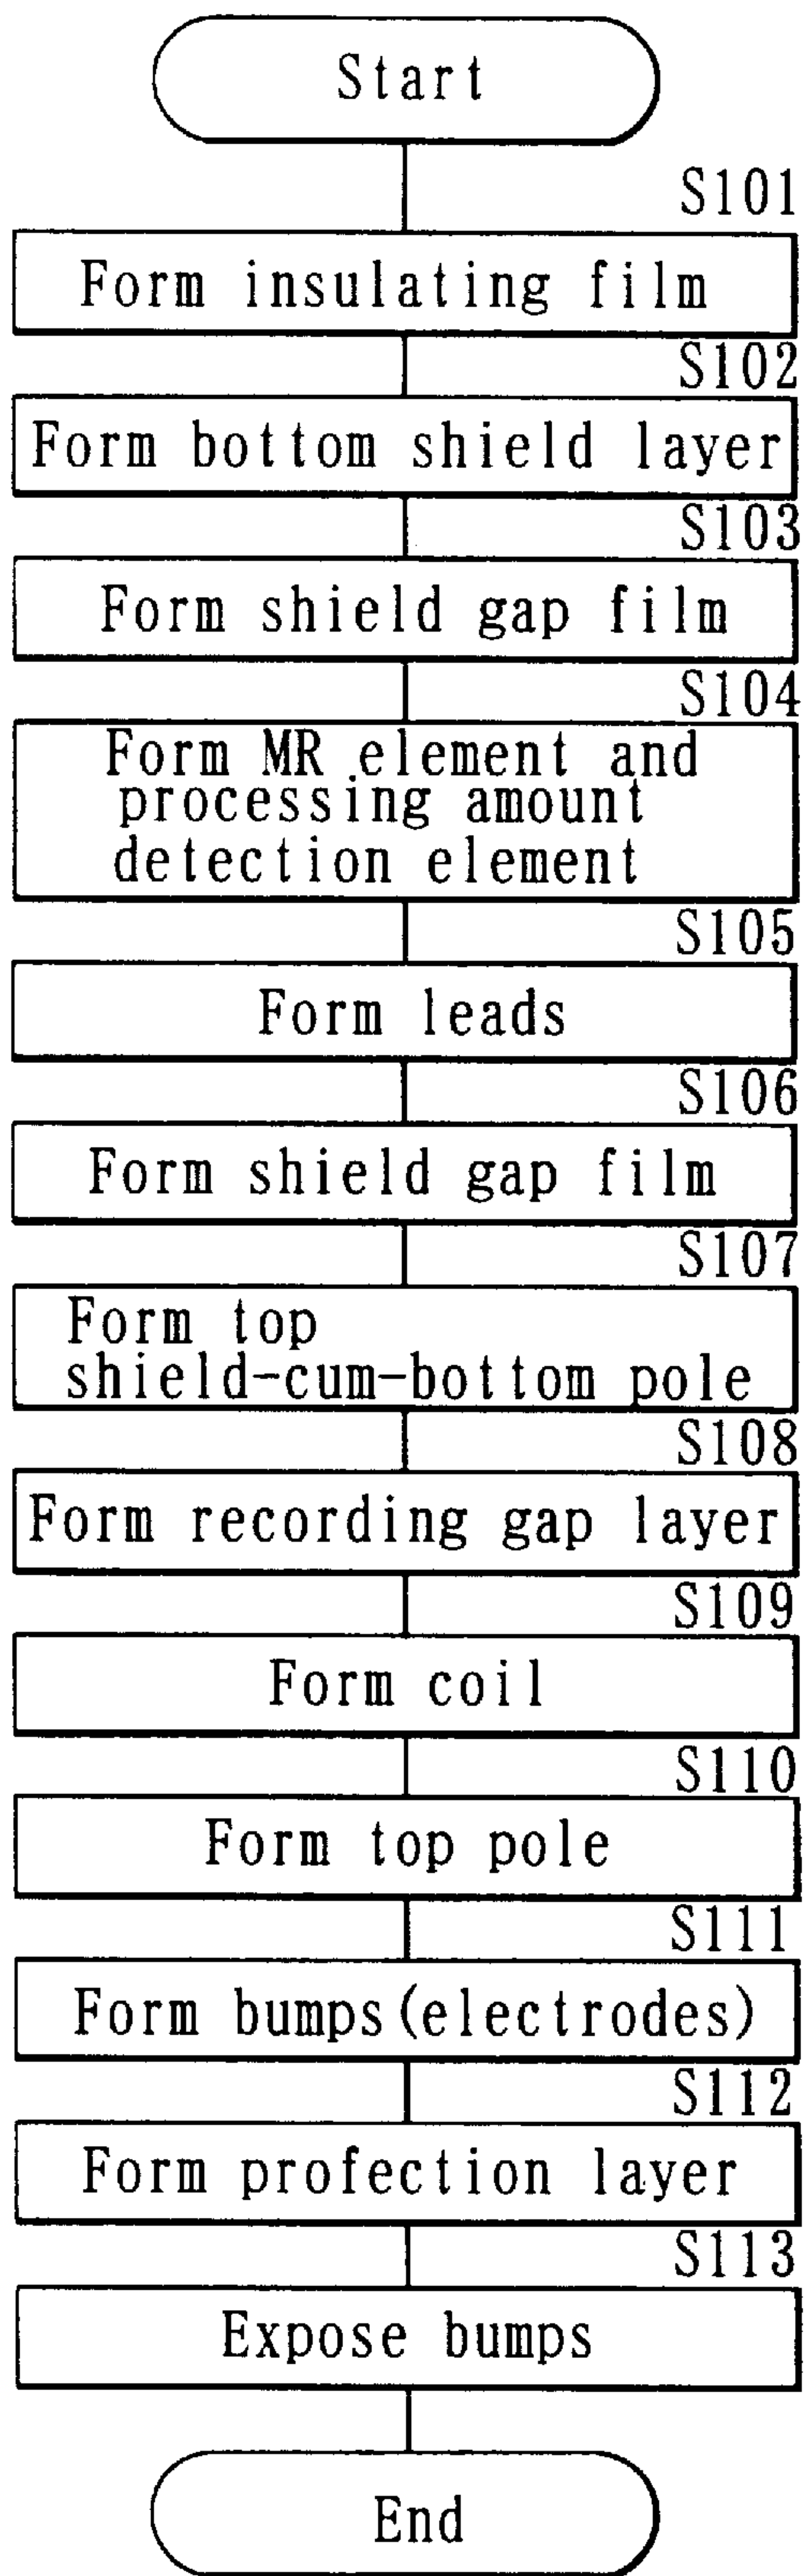 Start
S101
Form insulating film
S102
Form bottom shield layer
S103
Form shield gap film
S104
Form MR element and
processing amount
detection element
S105
Form leads
S106
Form shield gap film
S107
Form top
shield-cum-bottom pole
S108
Form recording gap layer
S109
Form coil
S110
Form top pole
S111
Form bumps(electrodes)
S112
Form profection layer
S113
Expose bumps
End